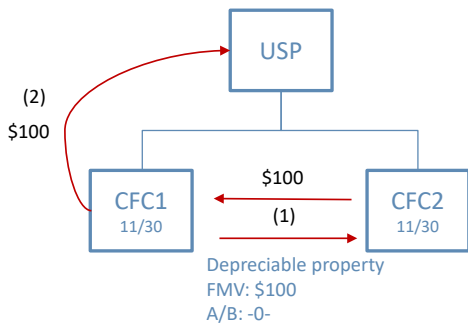 USP
(2)
$100
$100
CFC1
11/30
(1)
CFC2
11/30
Depreciable property
FMV: $100
A/B: -0-